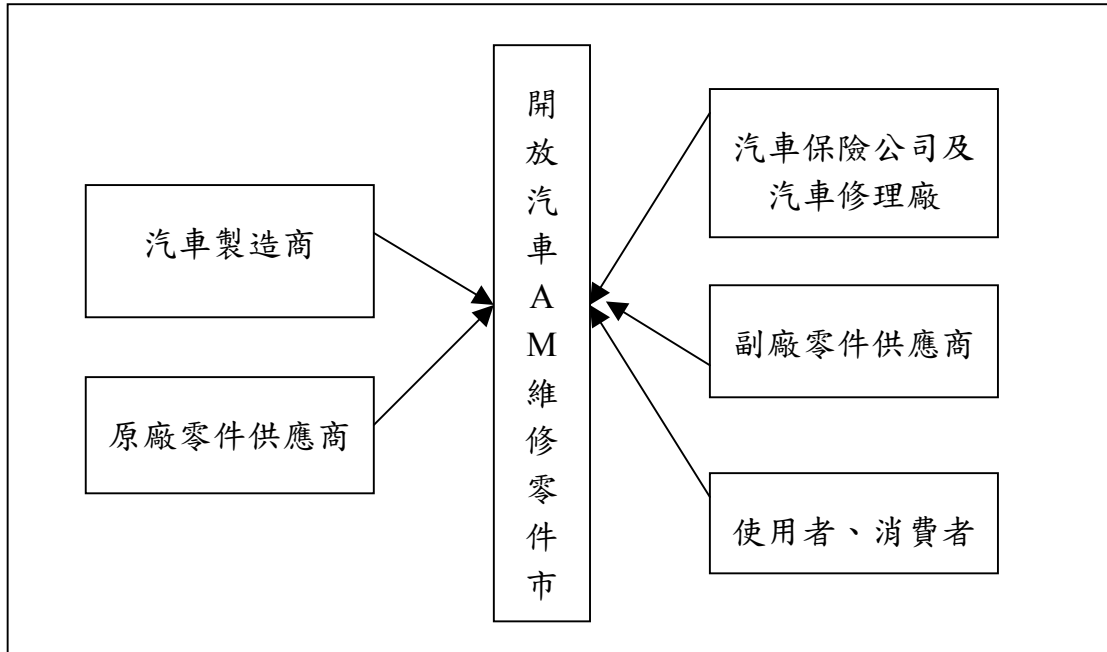 汽車製造商
原廠零件供應商
開放汽車AM維修零件市
汽車保險公司及
汽車修理廠
副廠零件供應商
使用者、消費者